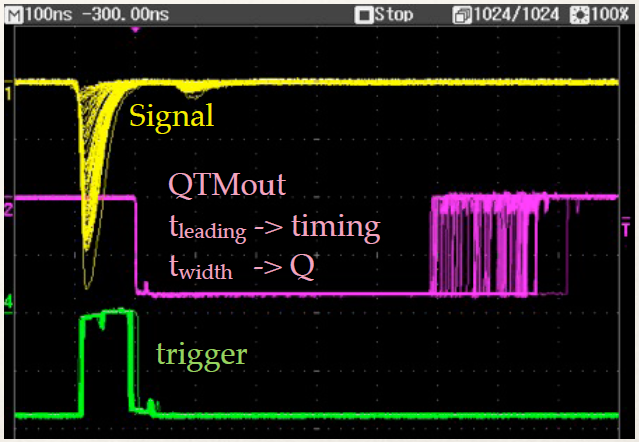 M 100ns -300.00ns Stop 1024/1024 100%
1
Signal
2
QTMout
T
tleading -> timing
twidth -> Q
4
trigger